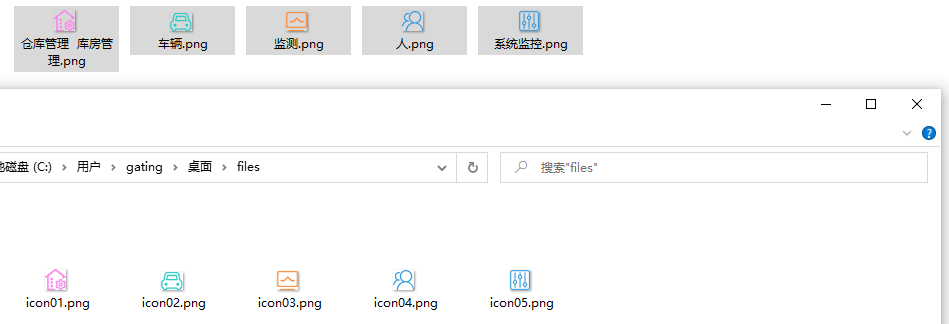 仓库管理 库房管
理.png
车辆.png
监测.png
人.png
系统监控.png
磁盘 (C:) > 用户 > gating > 桌面 > files
搜索"files"
icon01.png
icon02.png
icon03.png
icon04.png
icon05.png